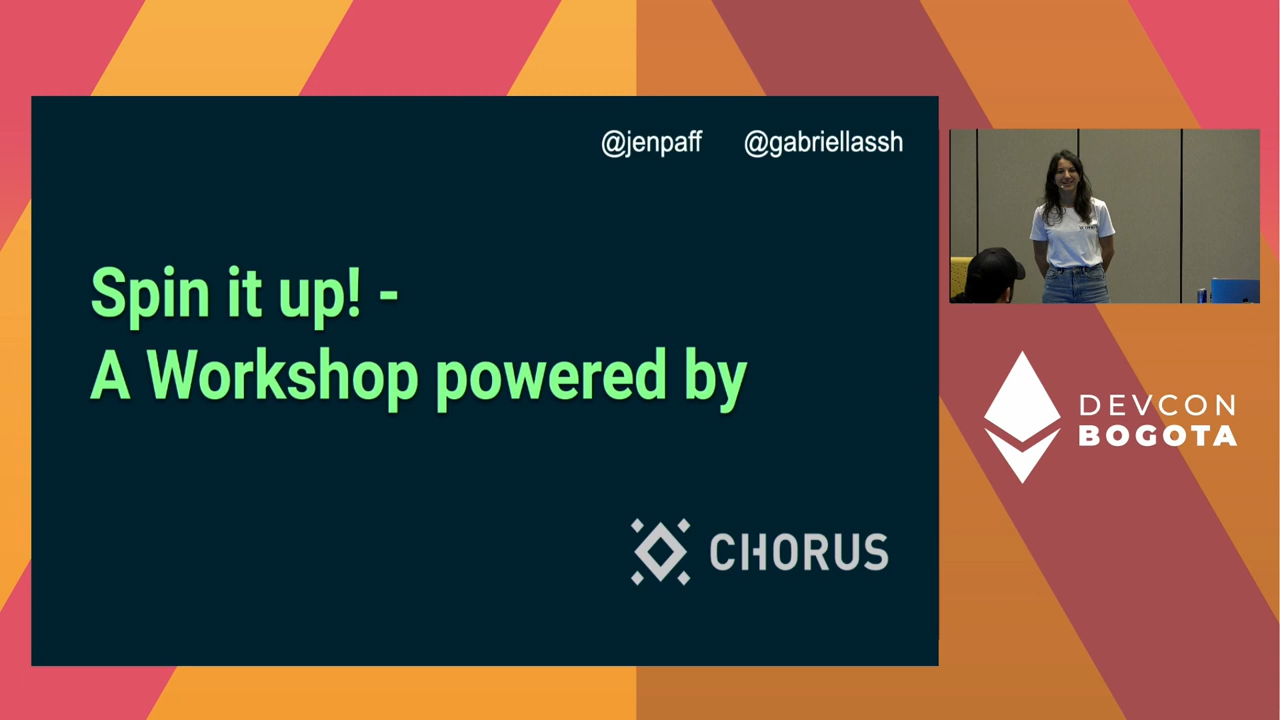 @jenpaff @gabriellassh
Spin it up! -
A Workshop powered by
CHORUS
DEVCON
BOGOTA